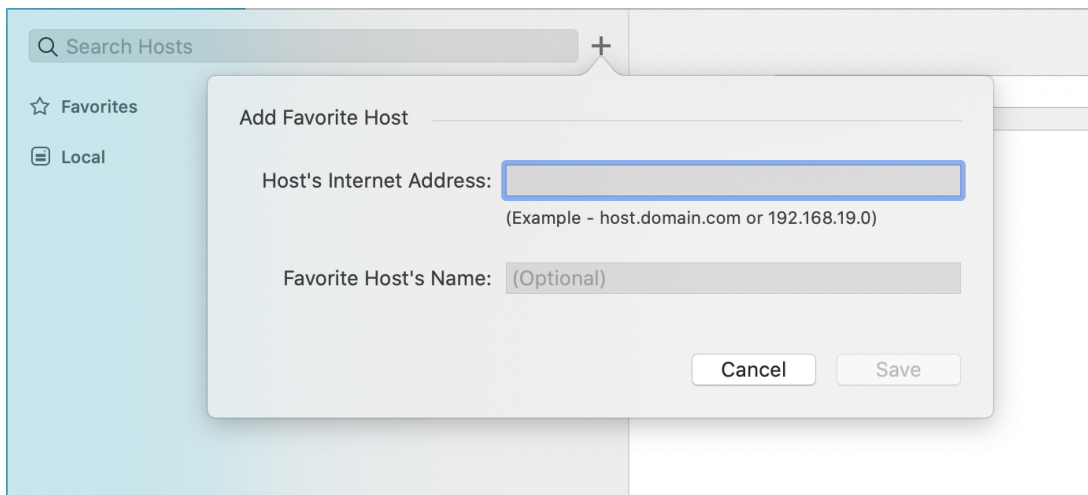 Search Hosts
Favorites
Local
Add Favorite Host
Host's Internet Address:
(Example - host.domain.com or 192.168.19.0)
Favorite Host's Name: (Optional)
Cancel Save